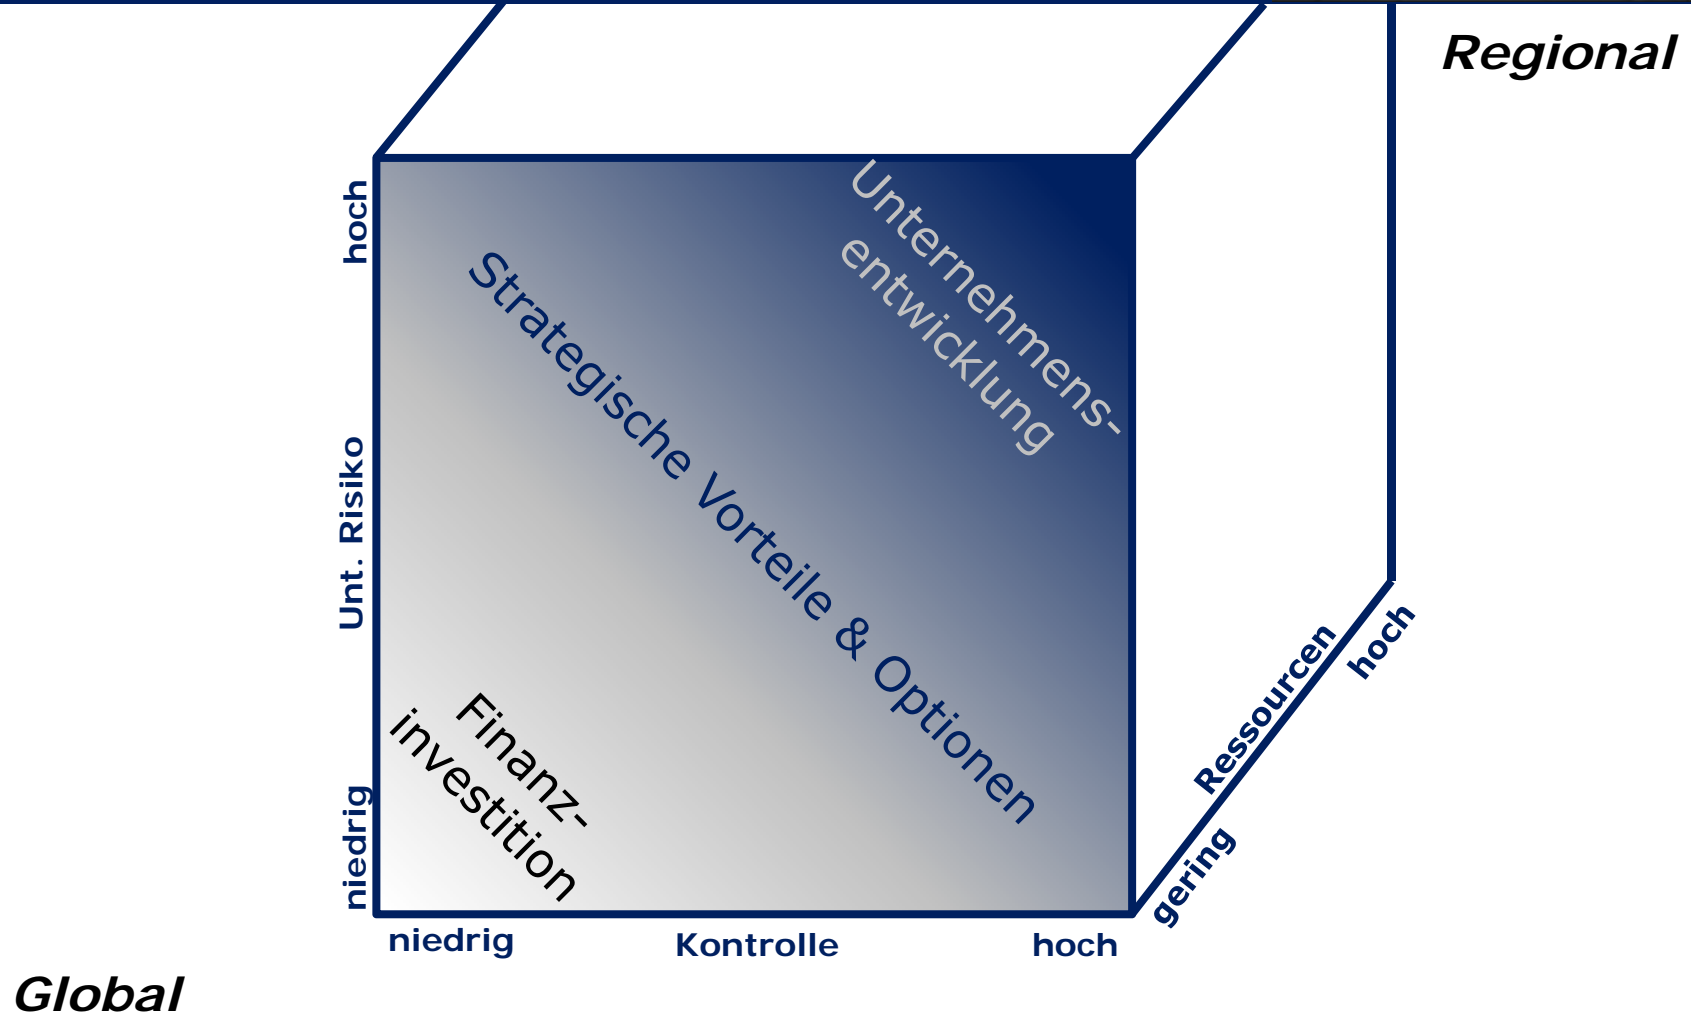 Regional
hoch
Unt. Risiko
niedrig
Unternehmens-
entwicklung
Strategische Vorteile & Optionen
Finanz-
investition
niedrig
Kontrolle
hoch
gering
Ressourcen
hoch
Global